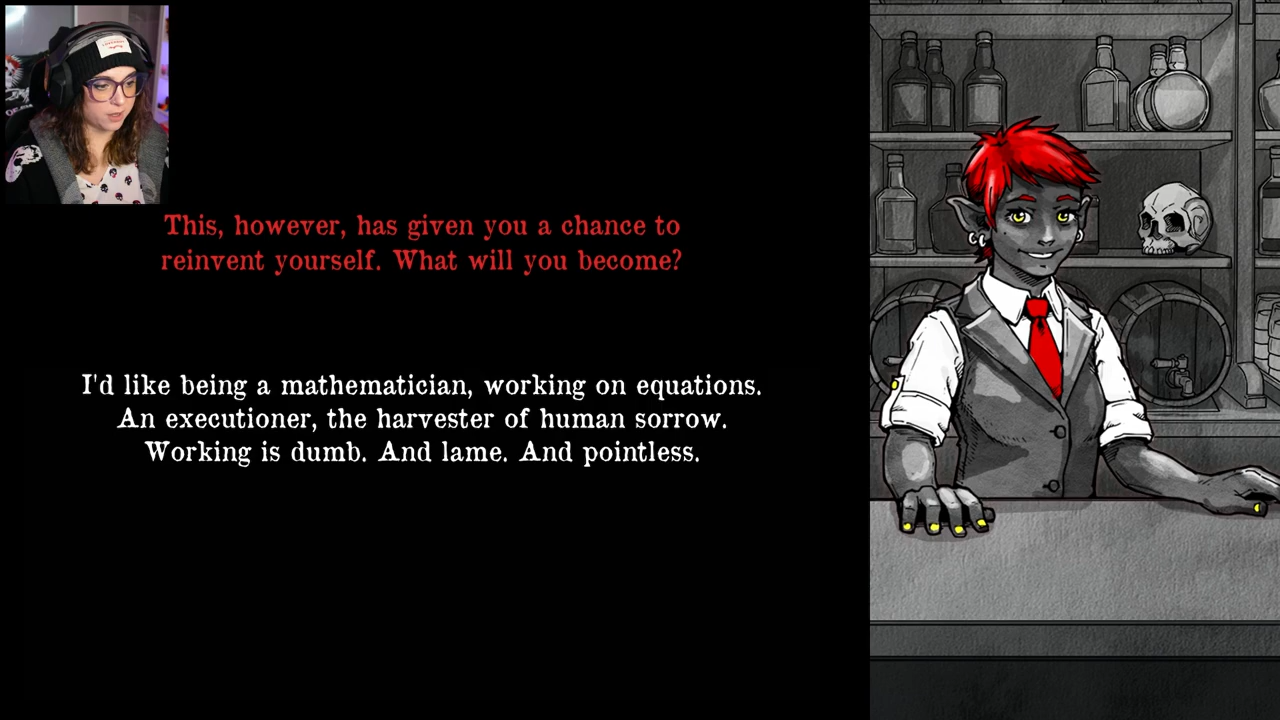 This, however, has given you a chance to
reinvent yourself. What will you become?
I'd like being a mathematician, working on equations.
An executioner, the harvester of human sorrow.
Working is dumb. And lame. And pointless.